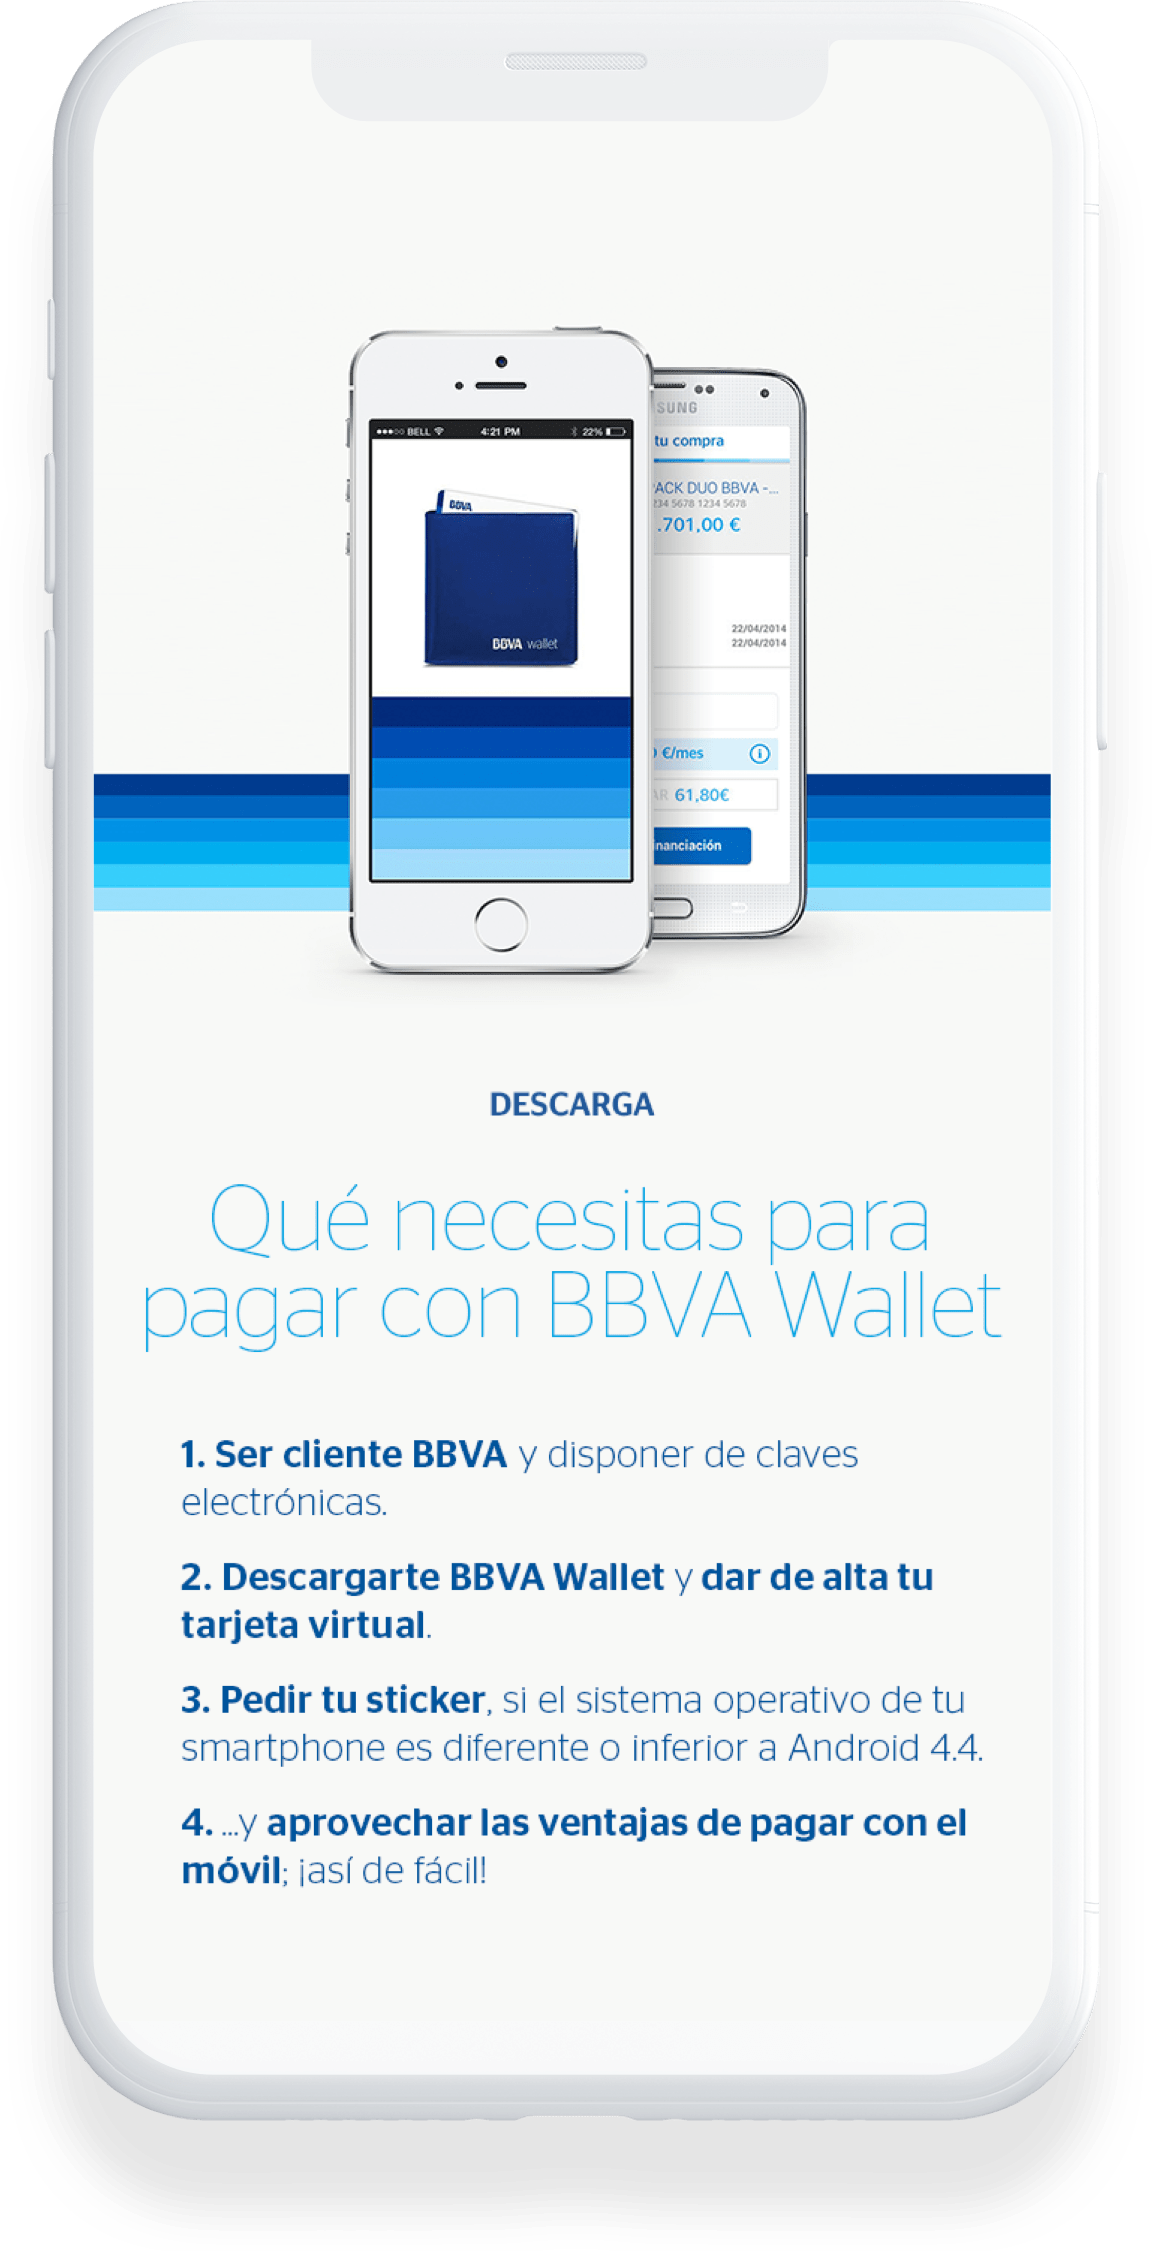 BELL 4:21 PM 22%
BBVA
BBVA wallet
SUNG
tu compra
ACK DUO BBVA -...
234 5678 1234 5678
.701,00 €
22/04/2014
22/04/2014
€/mes
AR 61,80€
inanciación
DESCARGA
Qué necesitas para
pagar con BBVA Wallet
1. Ser cliente BBVA y disponer de claves
electrónicas.
2. Descargarte BBVA Wallet y dar de alta tu
tarjeta virtual.
3. Pedir tu sticker, si el sistema operativo de tu
smartphone es diferente o inferior a Android 4.4.
4. ...y aprovechar las ventajas de pagar con el
móvil; ¡así de fácil!